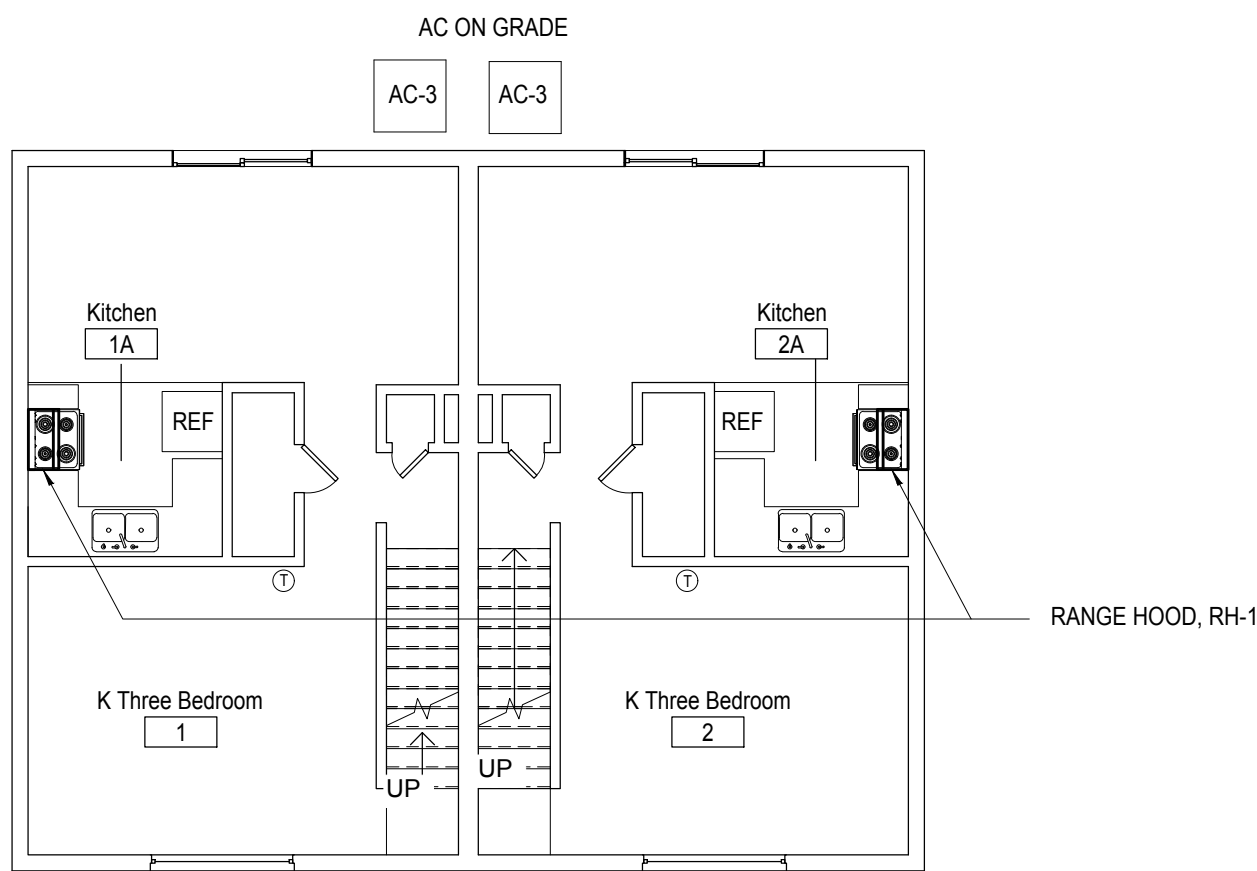 AC ON GRADE
AC-3
AC-3
Kitchen
1A
Kitchen
2A
REF
REF
T
T
RANGE HOOD, RH-1
K Three Bedroom
1
K Three Bedroom
2
UP
UP